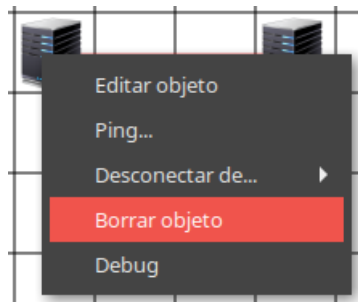 Editar objeto
Ping...
Desconectar de...
Borrar objeto
Debug